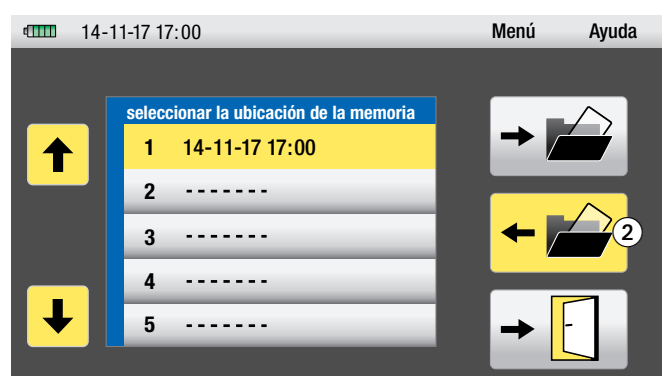 14-11-17 17:00 Menú Ayuda
seleccionar la ubicación de la memoria
1 14-11-17 17:00
2 -------
3 -------
2
4 -------
5 -------